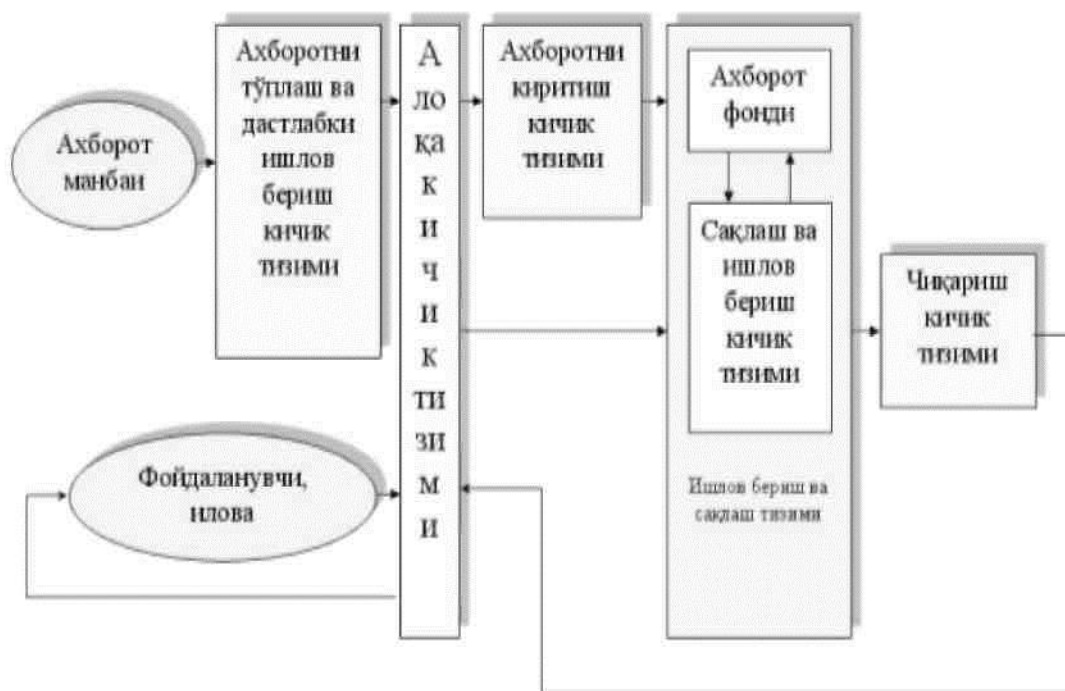 Ахборот
манбаи
Ахборотни
тўплаш ва
дастлабки
ишлов
бериш
кичик
тизими
А
ло
қа
к
и
ч
и
к
ти
зи
м
и
Ахборотни
киритиш
кичик
тизими
Ахборот
фонди
Сақлаш ва
ишлов
бериш
кичик
тизими
Ишлов бериш ва
сақлаш тизими
Чиқариш
кичик
тизими
Фойдаланувчи,
илова